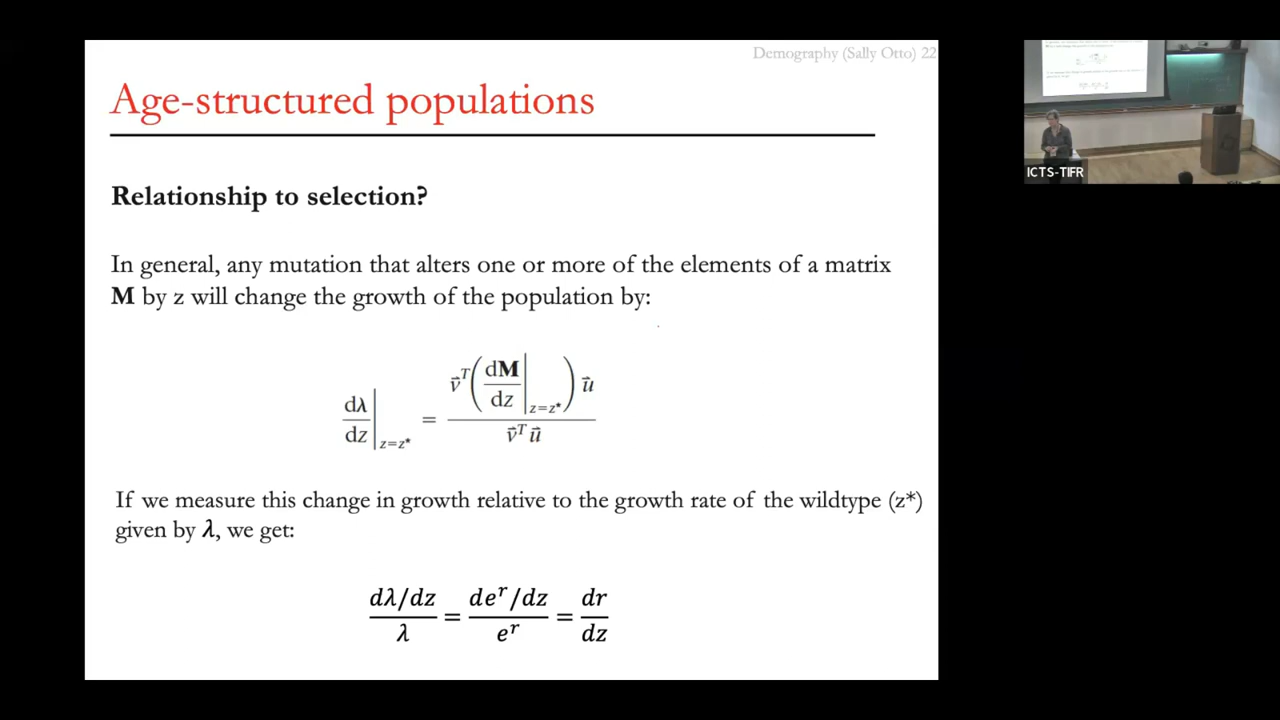 Demography (Sally Otto) 22
Age-structured populations
Relationship to selection?
In general, any mutation that alters one or more of the elements of a matrix
M by z will change the growth of the population by:
dλ/dz|_{z=z*} = v⃗^T (dM/dz|_{z=z*}) u⃗ / v⃗^T u⃗
If we measure this change in growth relative to the growth rate of the wildtype (z*)
given by λ, we get:
(dλ/dz)/λ = (de^r/dz)/e^r = dr/dz
ICTS-TIFR